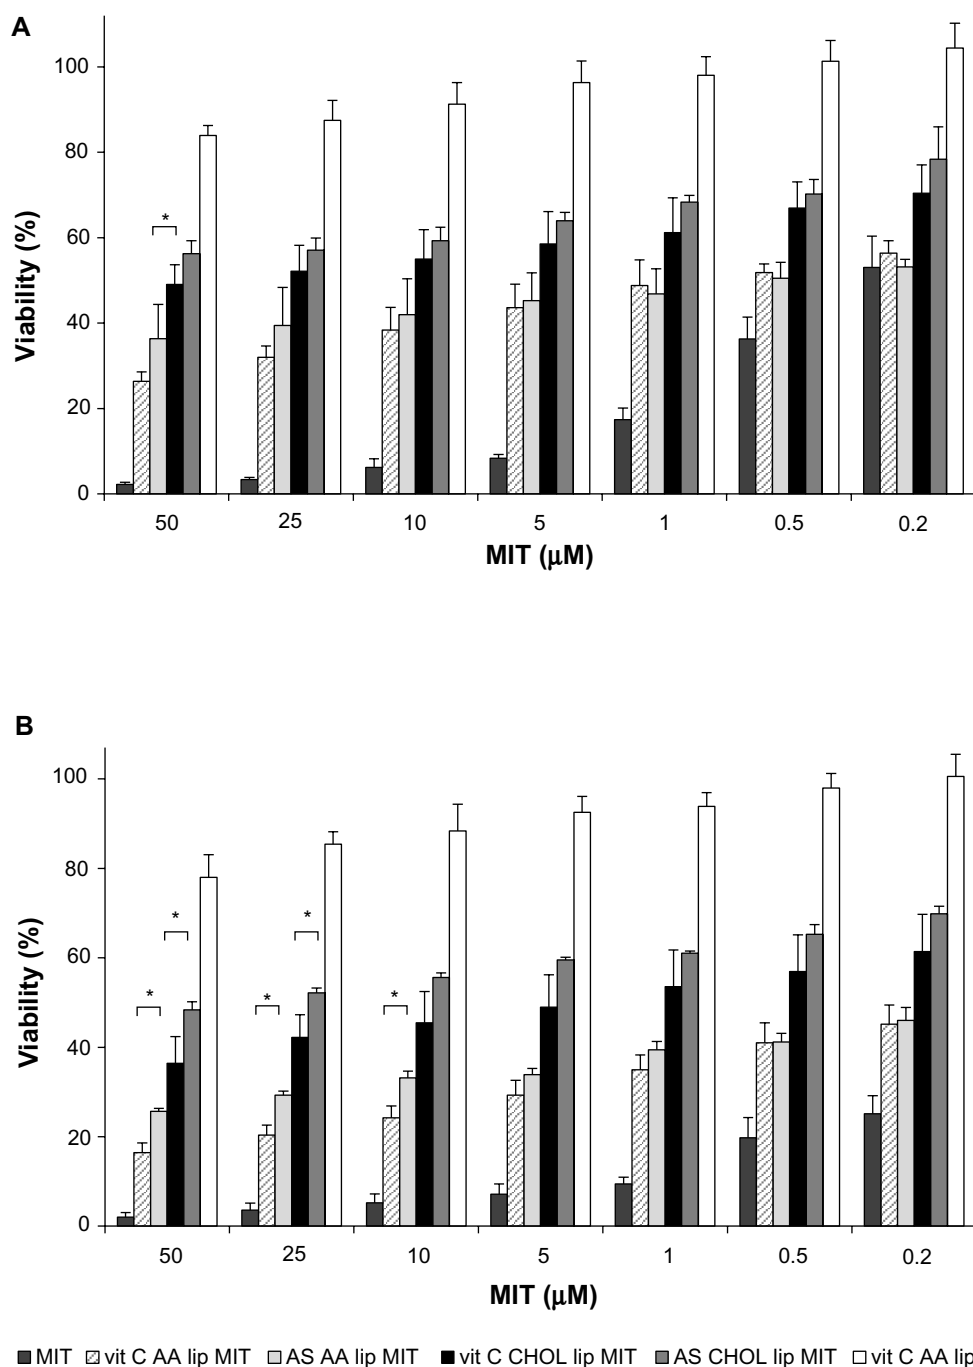 A
Viability (%)
100
80
60
40
20
0
*
50 25 10 5 1 0.5 0.2
MIT (μM)
B
Viability (%)
100
80
60
40
20
0
* * * * *
50 25 10 5 1 0.5 0.2
MIT (μM)
MIT vit C AA lip MIT AS AA lip MIT vit C CHOL lip MIT AS CHOL lip MIT vit C AA lip